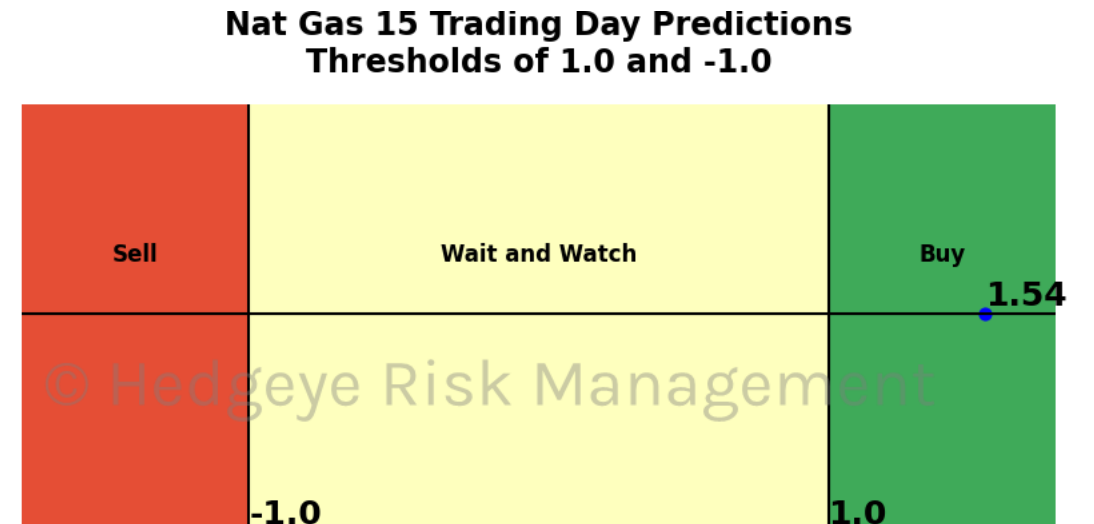 Nat Gas 15 Trading Day Predictions
Thresholds of 1.0 and -1.0
Sell
Wait and Watch
Buy
1.54
© Hedgeye Risk Management
-1.0
1.0